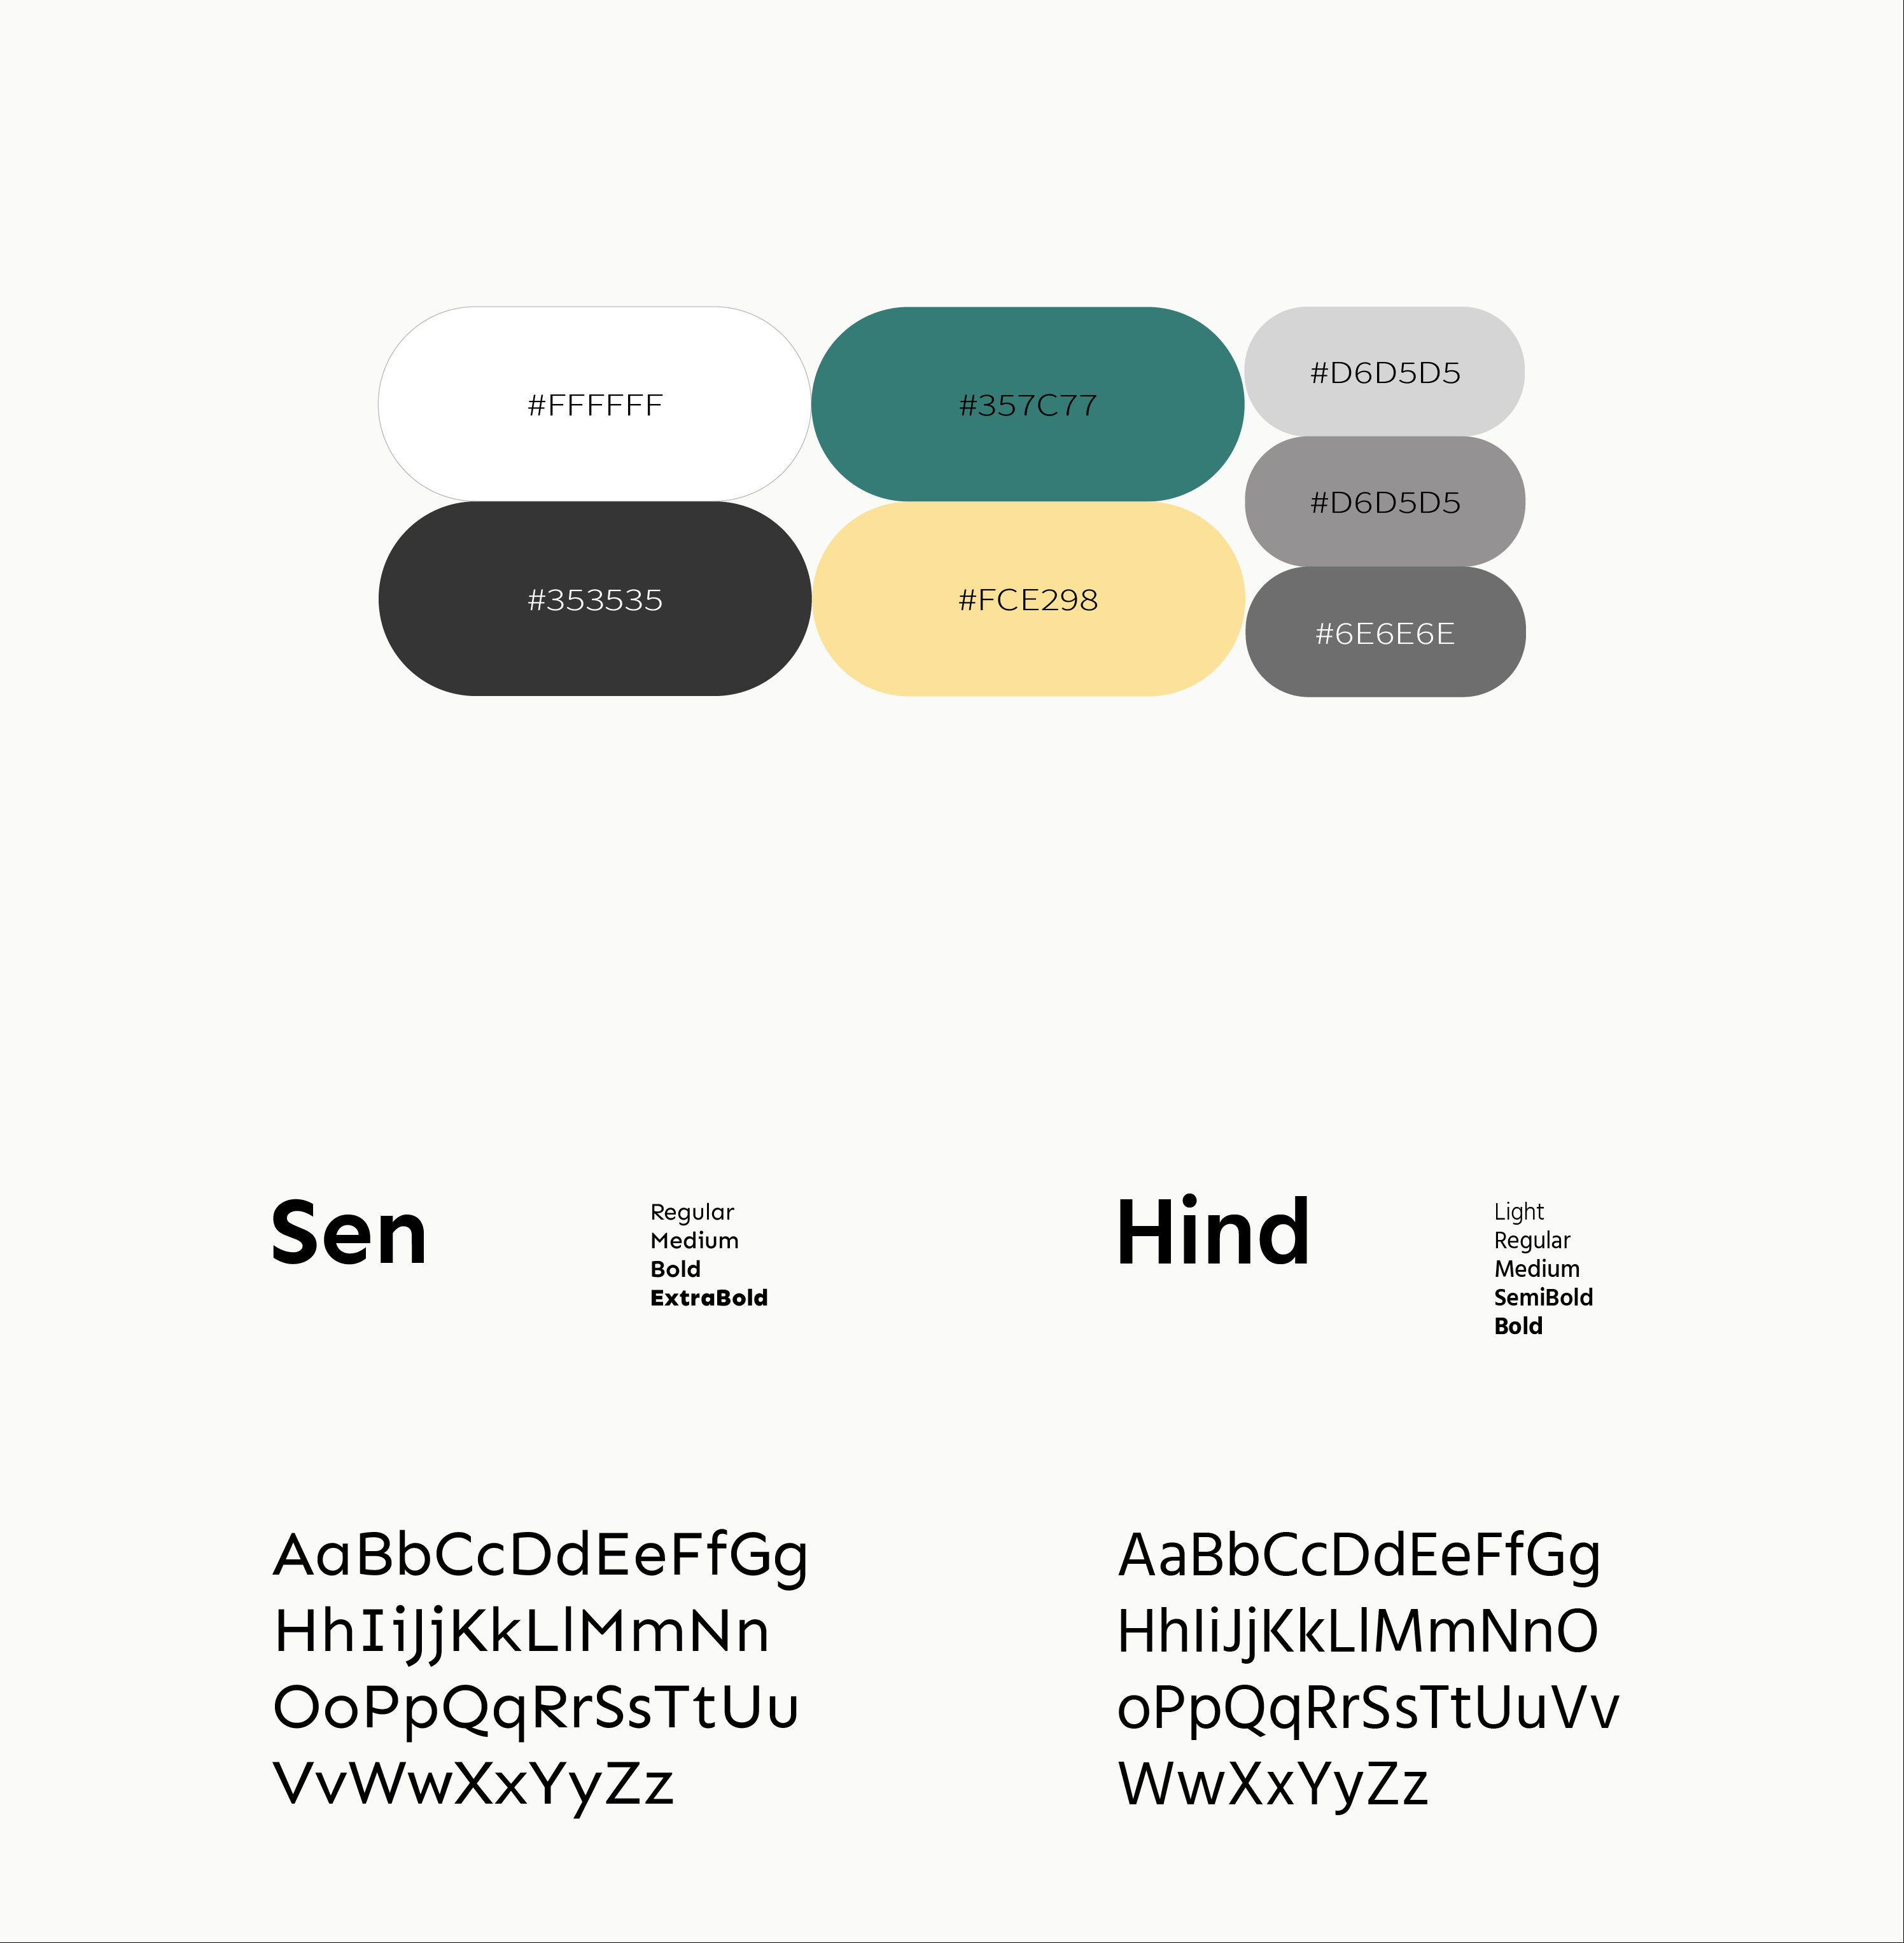 #FFFFFF
#357C77
#D6D5D5
#D6D5D5
#353535
#FCE298
#6E6E6E
Sen
Regular
Medium
Bold
ExtraBold
Hind
Light
Regular
Medium
SemiBold
Bold
AaBbCcDdEeFfGg
HhIiJjKkLlMmNn
OoPpQqRrSsTtUu
VvWwXxYyZz
AaBbCcDdEeFfGg
HhIiJjKkLlMmNnO
oPpQqRrSsTtUuVv
WwXxYyZz